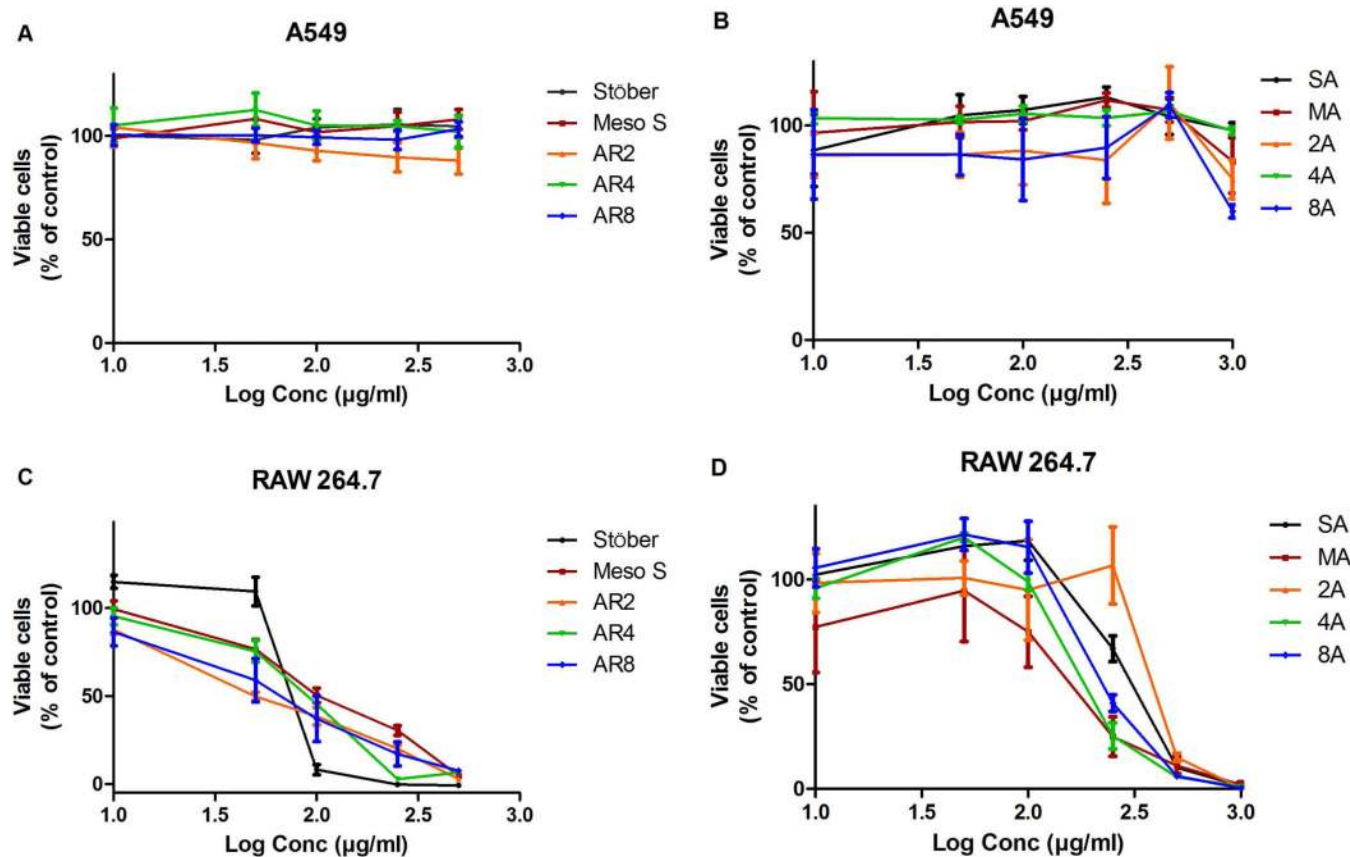 A
A549
Viable cells
(% of control)
100
50
0
1.0 1.5 2.0 2.5 3.0
Log Conc (µg/ml)
Stöber
Meso S
AR2
AR4
AR8
B
A549
Viable cells
(% of control)
100
50
0
1.0 1.5 2.0 2.5 3.0
Log Conc (µg/ml)
SA
MA
2A
4A
8A
C
RAW 264.7
Viable cells
(% of control)
100
50
0
1.0 1.5 2.0 2.5 3.0
Log Conc (µg/ml)
Stöber
Meso S
AR2
AR4
AR8
D
RAW 264.7
Viable cells
(% of control)
100
50
0
1.0 1.5 2.0 2.5 3.0
Log Conc (µg/ml)
SA
MA
2A
4A
8A